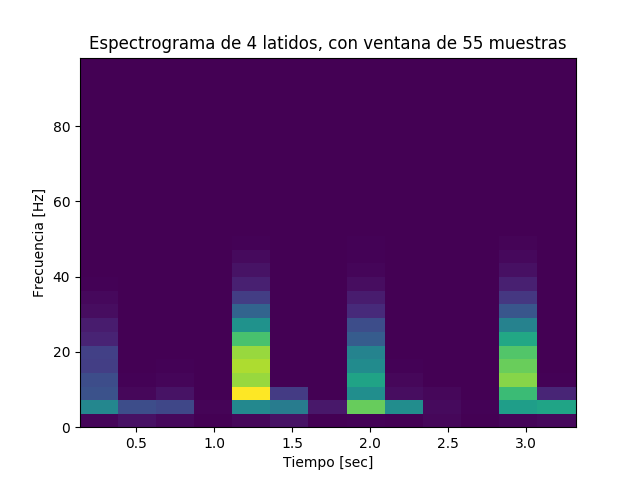 Espectrograma de 4 latidos, con ventana de 55 muestras
80
60
40
20
0
Frecuencia [Hz]
0.5 1.0 1.5 2.0 2.5 3.0
Tiempo [sec]